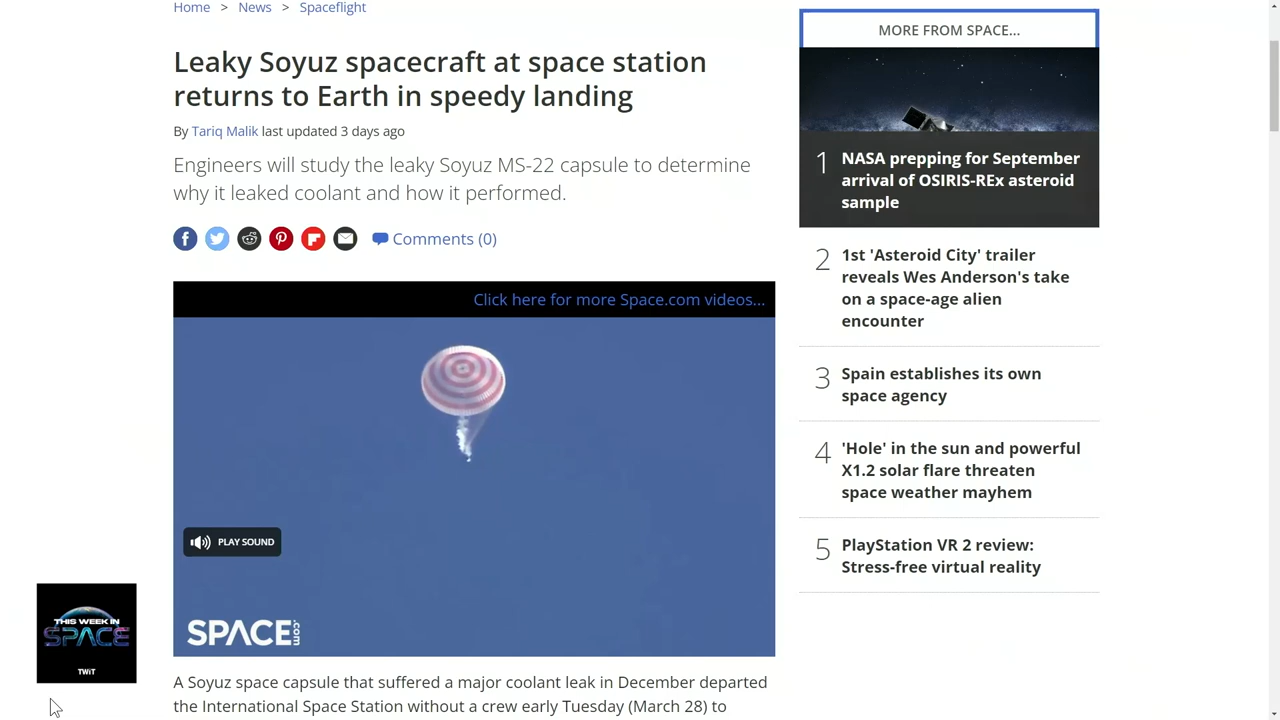 Home > News > Spaceflight
Leaky Soyuz spacecraft at space station
returns to Earth in speedy landing
By Tariq Malik last updated 3 days ago
Engineers will study the leaky Soyuz MS-22 capsule to determine
why it leaked coolant and how it performed.
Comments (0)
Click here for more Space.com videos...
PLAY SOUND
SPACE.com
A Soyuz space capsule that suffered a major coolant leak in December departed
the International Space Station without a crew early Tuesday (March 28) to
THIS WEEK IN
SPACE
TWiT
MORE FROM SPACE...
1 NASA prepping for September
arrival of OSIRIS-REx asteroid
sample
2 1st 'Asteroid City' trailer
reveals Wes Anderson's take
on a space-age alien
encounter
3 Spain establishes its own
space agency
4 'Hole' in the sun and powerful
X1.2 solar flare threaten
space weather mayhem
5 PlayStation VR 2 review:
Stress-free virtual reality